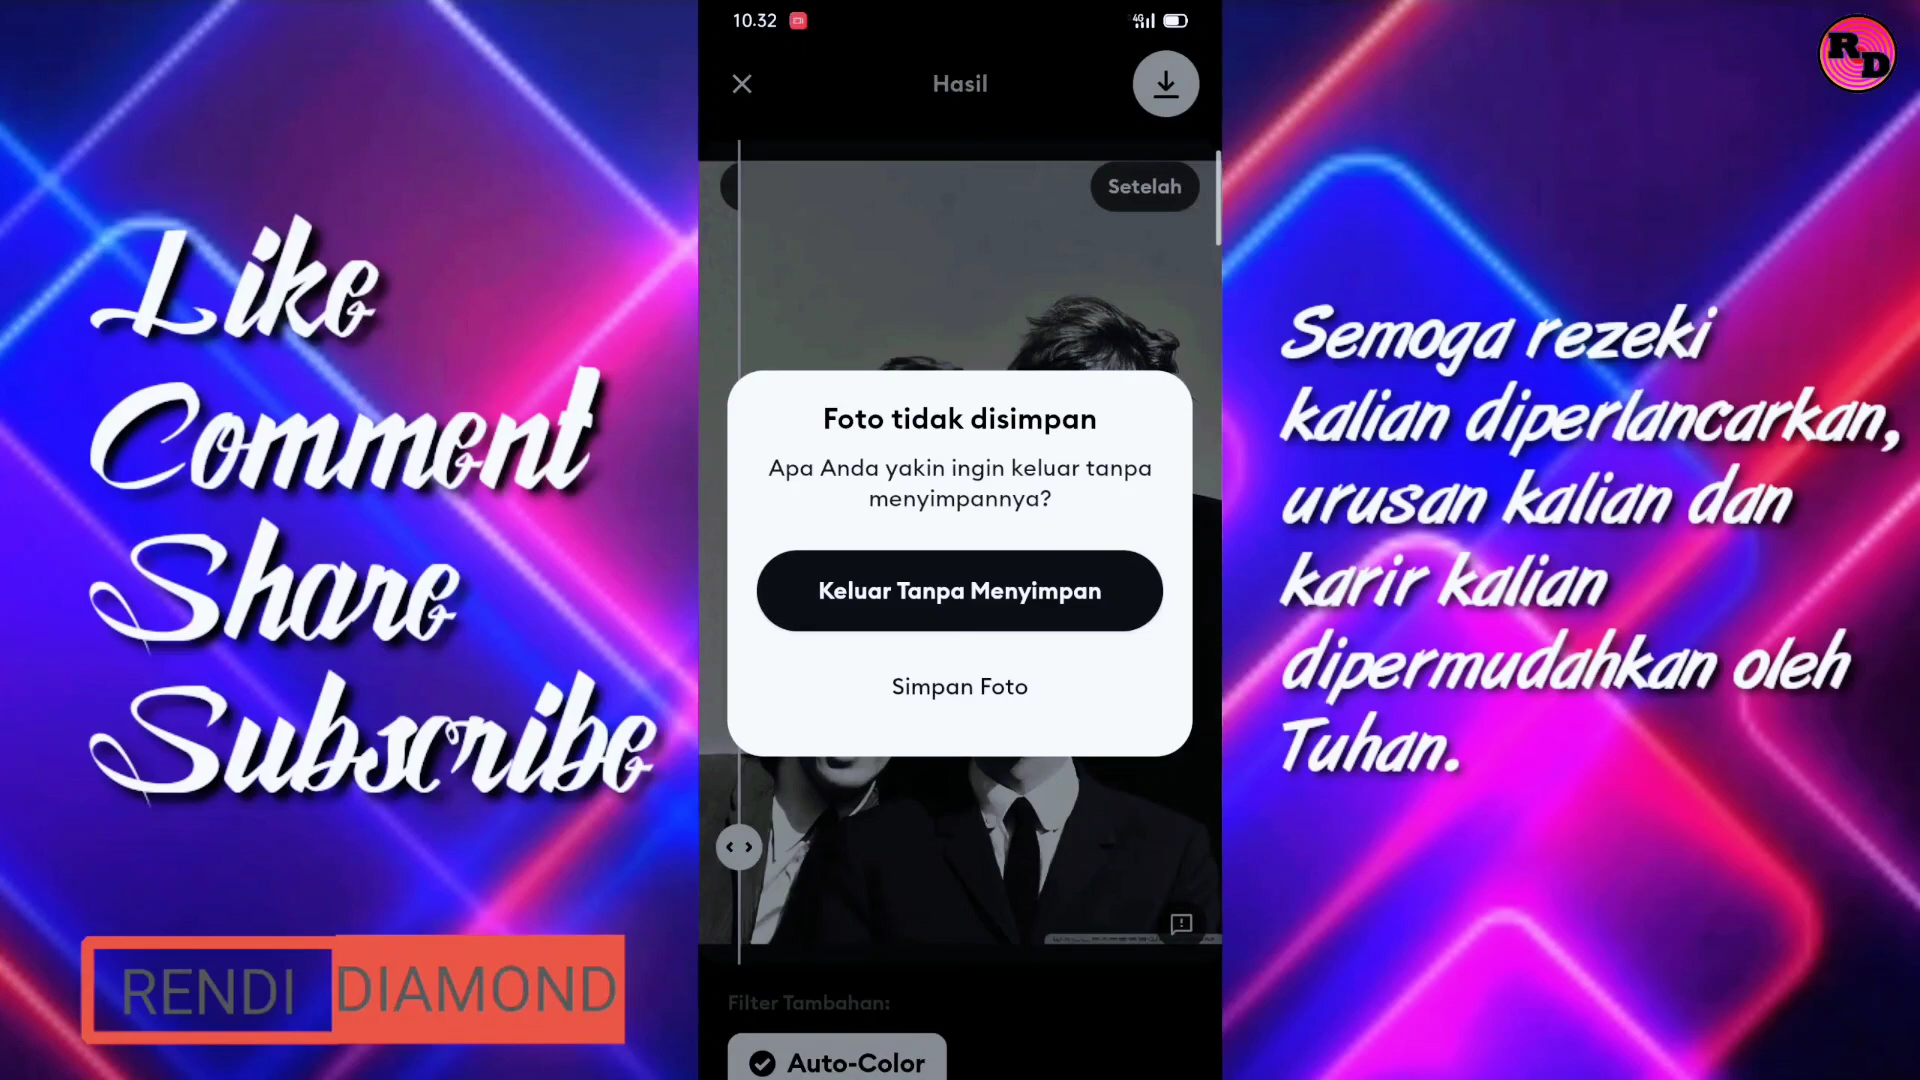 10.32
4G
Hasil
RD
Setelah
Like
Comment
Share
Subscribe
Foto tidak disimpan
Apa Anda yakin ingin keluar tanpa
menyimpannya?
Keluar Tanpa Menyimpan
Simpan Foto
Semoga rezeki
kalian diperlancarkan,
urusan kalian dan
karir kalian
dipermudahkan oleh
Tuhan.
RENDI DIAMOND
Filter Tambahan:
Auto-Color